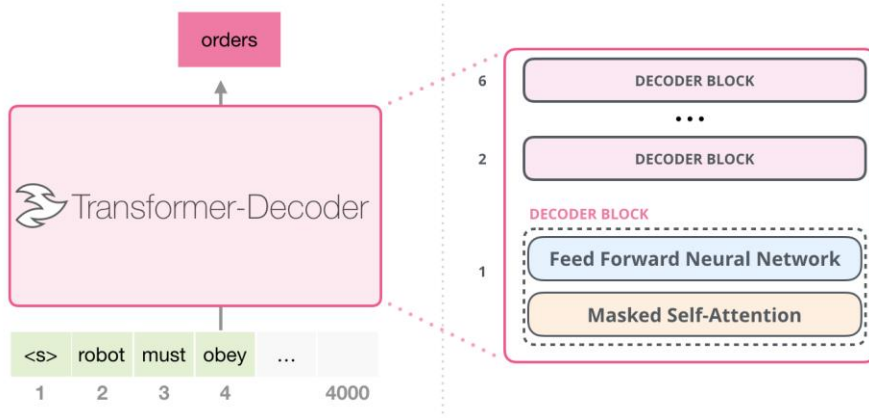 orders
Transformer-Decoder
<s> robot must obey ...
1 2 3 4 4000
6 DECODER BLOCK
...
2 DECODER BLOCK
DECODER BLOCK
1
Feed Forward Neural Network
Masked Self-Attention